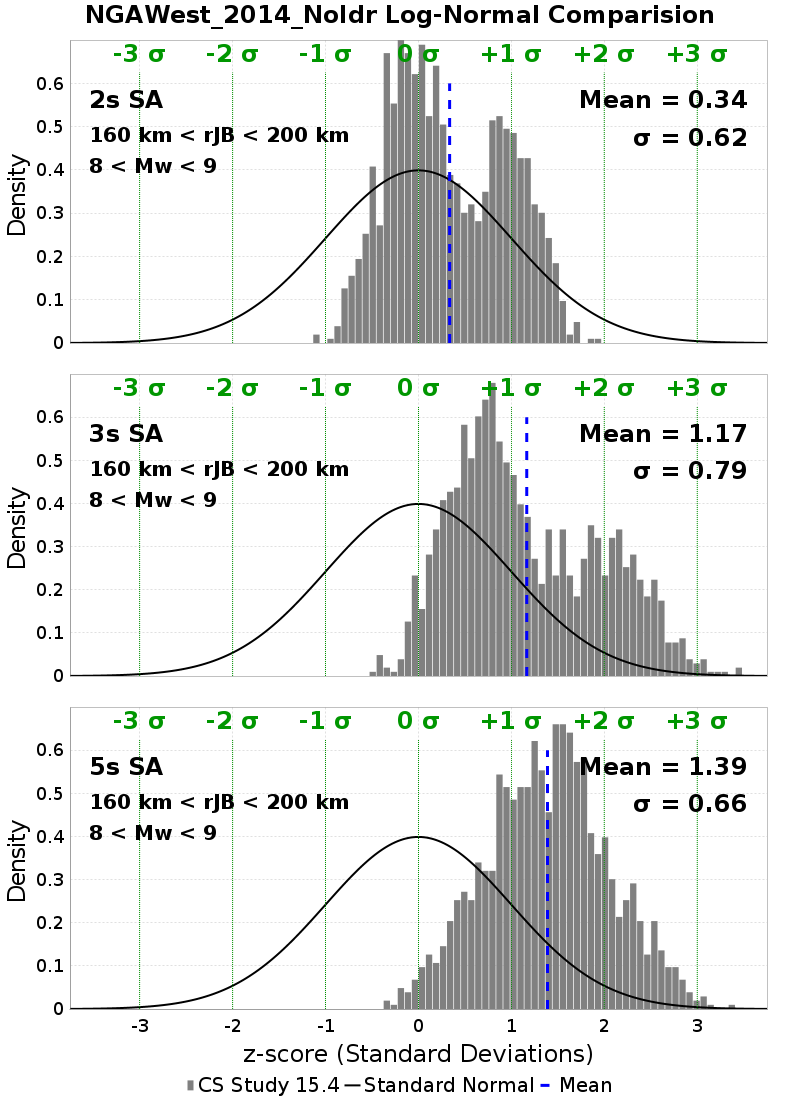 NGAWest_2014_NoIdr Log-Normal Comparision
-3 σ -2 σ -1 σ 0 σ +1 σ +2 σ +3 σ
0.6
2s SA Mean = 0.34
0.5
160 km < rJB < 200 km σ = 0.62
8 < Mw < 9
0.4
0.3
0.2
0.1
0
Density
-3 σ -2 σ -1 σ 0 σ +1 σ +2 σ +3 σ
0.6
3s SA Mean = 1.17
0.5
160 km < rJB < 200 km σ = 0.79
8 < Mw < 9
0.4
0.3
0.2
0.1
0
Density
-3 σ -2 σ -1 σ 0 σ +1 σ +2 σ +3 σ
0.6
5s SA Mean = 1.39
0.5
160 km < rJB < 200 km σ = 0.66
8 < Mw < 9
0.4
0.3
0.2
0.1
0
Density
-3 -2 -1 0 1 2 3
z-score (Standard Deviations)
CS Study 15.4 Standard Normal Mean